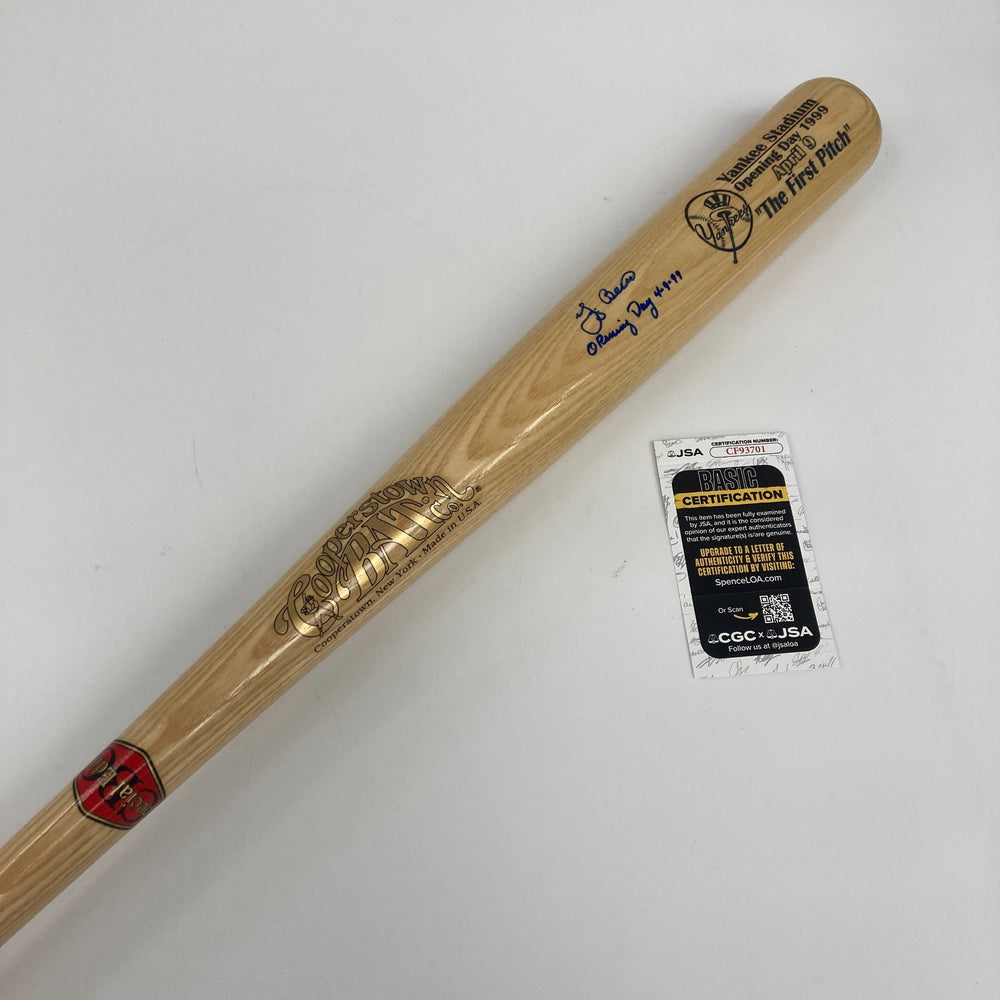 Yankee Stadium
Opening Day 1999
April 9
"The First Pitch"
Yankees
Yogi Berra
Opening Day 4-9-99
Cooperstown
BAT
Co.®
Cooperstown, New York • Made in U.S.A.
JSA
CERTIFICATION NUMBER:
CF93701
BASIC
CERTIFICATION
This item has been fully examined
by JSA, and it is the considered
opinion of our expert authenticators
that the signature(s) is/are genuine.
UPGRADE TO A LETTER OF
AUTHENTICITY & VERIFY THIS
CERTIFICATION BY VISITING:
SpenceLOA.com
Or Scan
CGC x JSA
Follow us at @jsaloa